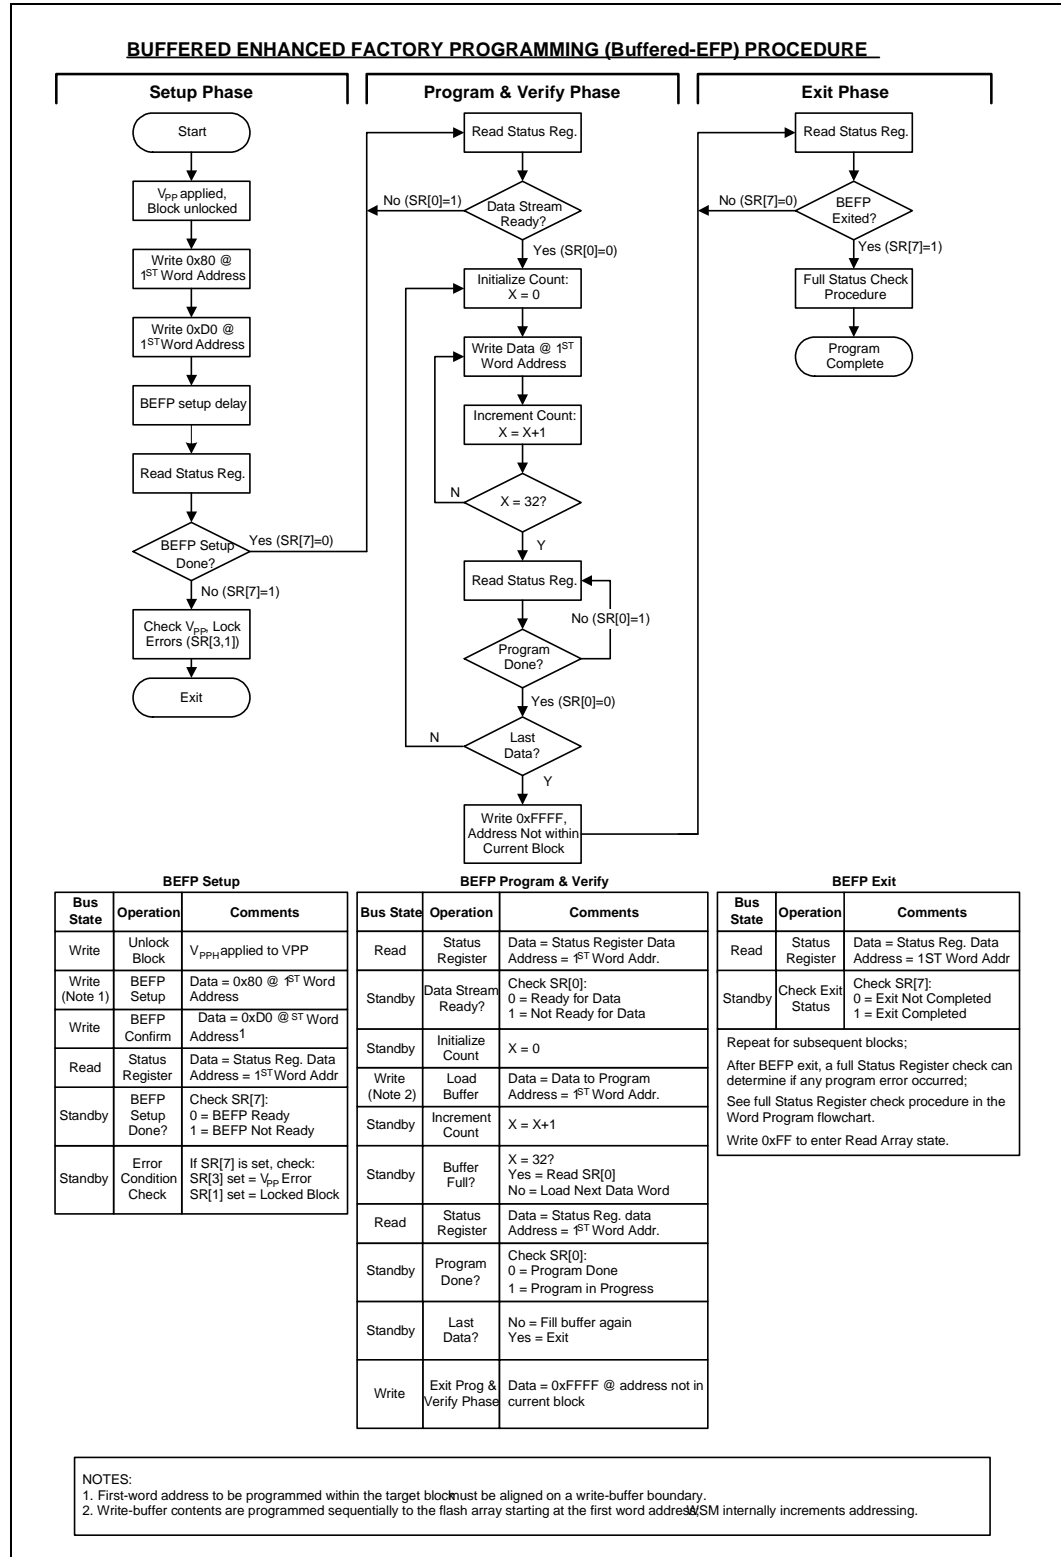 BUFFERED ENHANCED FACTORY PROGRAMMING (Buffered-EFP) PROCEDURE
Setup Phase
Start
VPP applied,
Block unlocked
Write 0x80 @
1ST Word Address
Write 0xD0 @
1ST Word Address
BEFP setup delay
Read Status Reg.
BEFP Setup
Done?
Yes (SR[7]=0)
No (SR[7]=1)
Check VPP, Lock
Errors (SR[3,1])
Exit
Program & Verify Phase
Read Status Reg.
No (SR[0]=1)
Data Stream
Ready?
Yes (SR[0]=0)
Initialize Count:
X = 0
Write Data @ 1ST
Word Address
Increment Count:
X = X+1
N
X = 32?
Y
Read Status Reg.
No (SR[0]=1)
Program
Done?
Yes (SR[0]=0)
N
Last
Data?
Y
Write 0xFFFF,
Address Not within
Current Block
Exit Phase
Read Status Reg.
No (SR[7]=0)
BEFP
Exited?
Yes (SR[7]=1)
Full Status Check
Procedure
Program
Complete
BEFP Setup
Bus State Operation Comments
Write Unlock Block VPPH applied to VPP
Write (Note 1) BEFP Setup Data = 0x80 @ 1ST Word Address
Write BEFP Confirm Data = 0xD0 @ ST Word Address1
Read Status Register Data = Status Reg. Data Address = 1ST Word Addr
Standby BEFP Setup Done? Check SR[7]: 0 = BEFP Ready 1 = BEFP Not Ready
Standby Error Condition Check If SR[7] is set, check: SR[3] set = VPP Error SR[1] set = Locked Block
BEFP Program & Verify
Bus State Operation Comments
Read Status Register Data = Status Register Data Address = 1ST Word Addr.
Standby Data Stream Ready? Check SR[0]: 0 = Ready for Data 1 = Not Ready for Data
Standby Initialize Count X = 0
Write (Note 2) Load Buffer Data = Data to Program Address = 1ST Word Addr.
Standby Increment Count X = X+1
Standby Buffer Full? X = 32? Yes = Read SR[0] No = Load Next Data Word
Read Status Register Data = Status Reg. data Address = 1ST Word Addr.
Standby Program Done? Check SR[0]: 0 = Program Done 1 = Program in Progress
Standby Last Data? No = Fill buffer again Yes = Exit
Write Exit Prog & Verify Phase Data = 0xFFFF @ address not in current block
BEFP Exit
Bus State Operation Comments
Read Status Register Data = Status Reg. Data Address = 1ST Word Addr
Standby Check Exit Status Check SR[7]: 0 = Exit Not Completed 1 = Exit Completed
Repeat for subsequent blocks;
After BEFP exit, a full Status Register check can
determine if any program error occurred;
See full Status Register check procedure in the
Word Program flowchart.
Write 0xFF to enter Read Array state.
NOTES:
1. First-word address to be programmed within the target block must be aligned on a write-buffer boundary.
2. Write-buffer contents are programmed sequentially to the flash array starting at the first word address; WSM internally increments addressing.